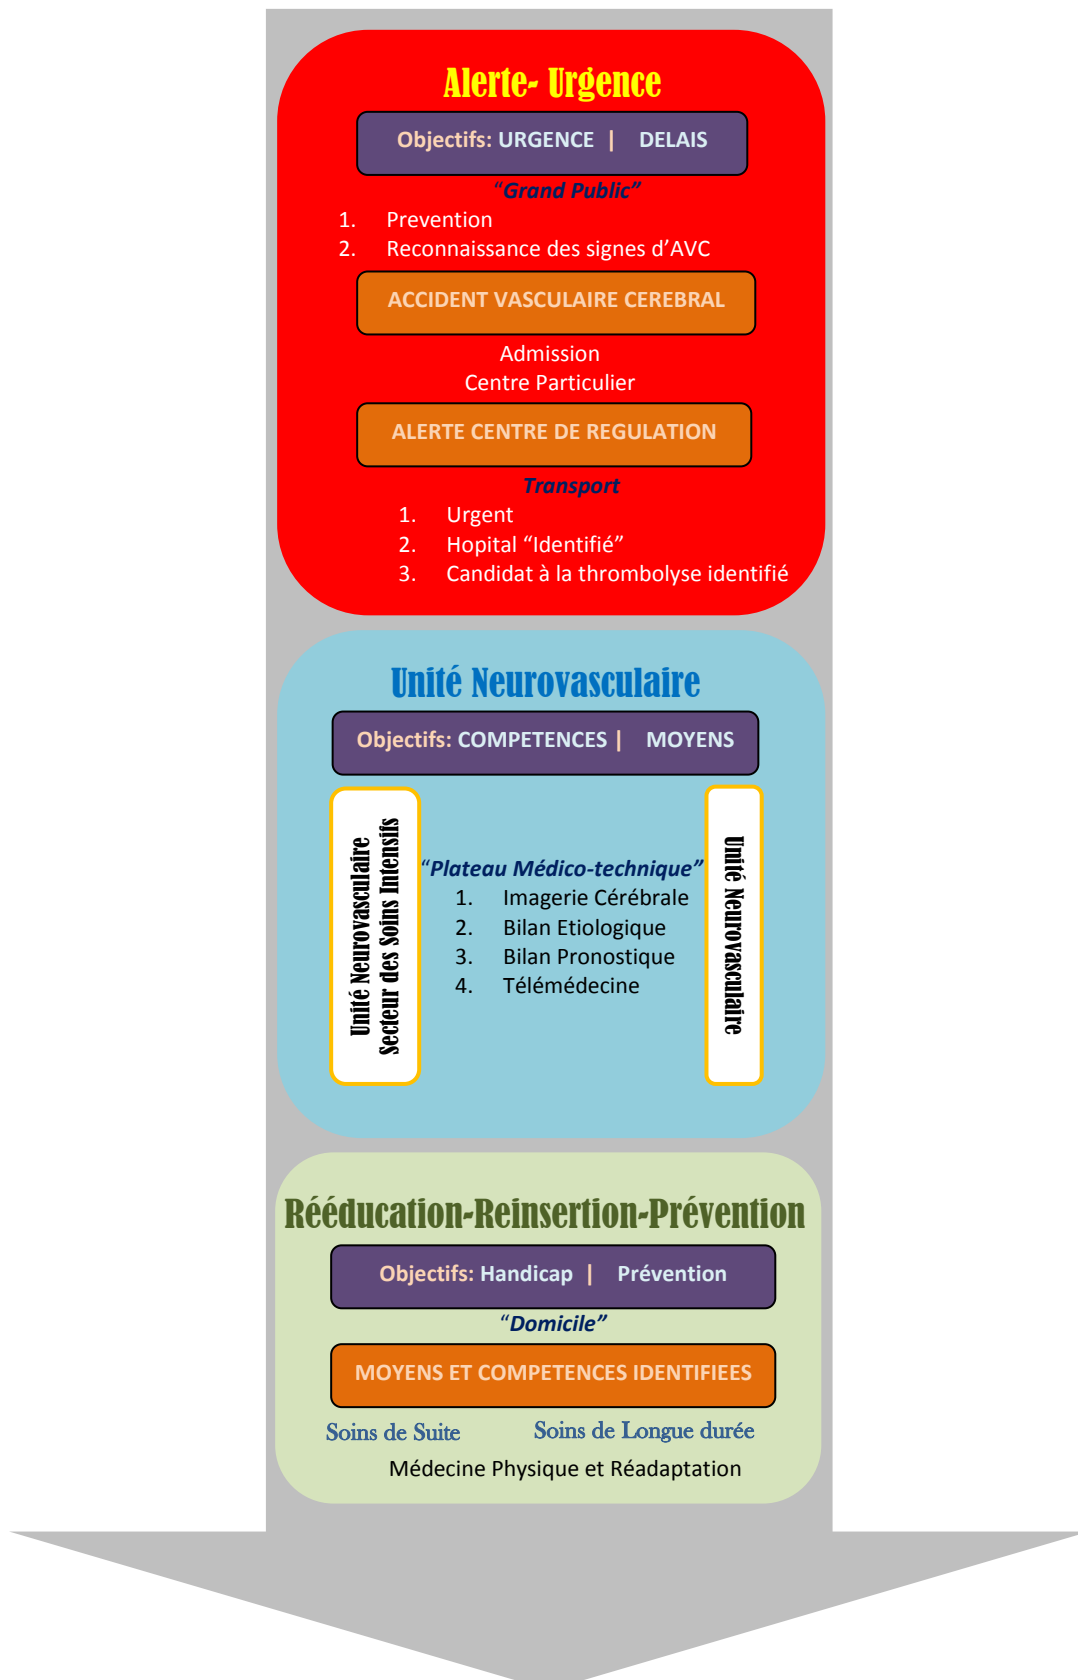 Alerte- Urgence
Objectifs: URGENCE | DELAIS
“Grand Public”
1. Prevention
2. Reconnaissance des signes d’AVC
ACCIDENT VASCULAIRE CEREBRAL
Admission
Centre Particulier
ALERTE CENTRE DE REGULATION
Transport
1. Urgent
2. Hopital “Identifié”
3. Candidat à la thrombolyse identifié
Unité Neurovasculaire
Objectifs: COMPETENCES | MOYENS
Unité Neurovasculaire
Secteur des Soins Intensifs
“Plateau Médico-technique”
1. Imagerie Cérébrale
2. Bilan Etiologique
3. Bilan Pronostique
4. Télémédecine
Unité Neurovasculaire
Rééducation-Reinsertion-Prévention
Objectifs: Handicap | Prévention
“Domicile”
MOYENS ET COMPETENCES IDENTIFIEES
Soins de Suite Soins de Longue durée
Médecine Physique et Réadaptation